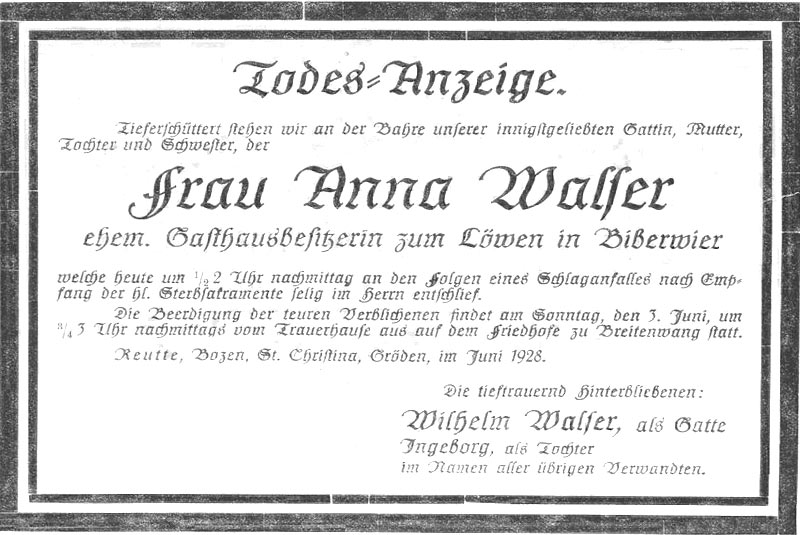 Todes=Anzeige.
Tieferschüttert stehen wir an der Bahre unserer innigstgeliebten Gattin, Mutter,
Tochter und Schwester, der
Frau Anna Walser
ehem. Gasthausbesitzerin zum Löwen in Biberwier
welche heute um ½2 Uhr nachmittag an den Folgen eines Schlaganfalles nach Emp=
fang der hl. Sterbsakramente selig im Herrn entschlief.
Die Beerdigung der teuren Verblichenen findet am Sonntag, den 3. Juni, um
¾3 Uhr nachmittags vom Trauerhause aus auf dem Friedhofe zu Breitenwang statt.
Reutte, Bozen, St. Christina, Gröden, im Juni 1928.
Die tieftrauernd Hinterbliebenen:
Wilhelm Walser, als Gatte
Ingeborg, als Tochter
im Namen aller übrigen Verwandten.